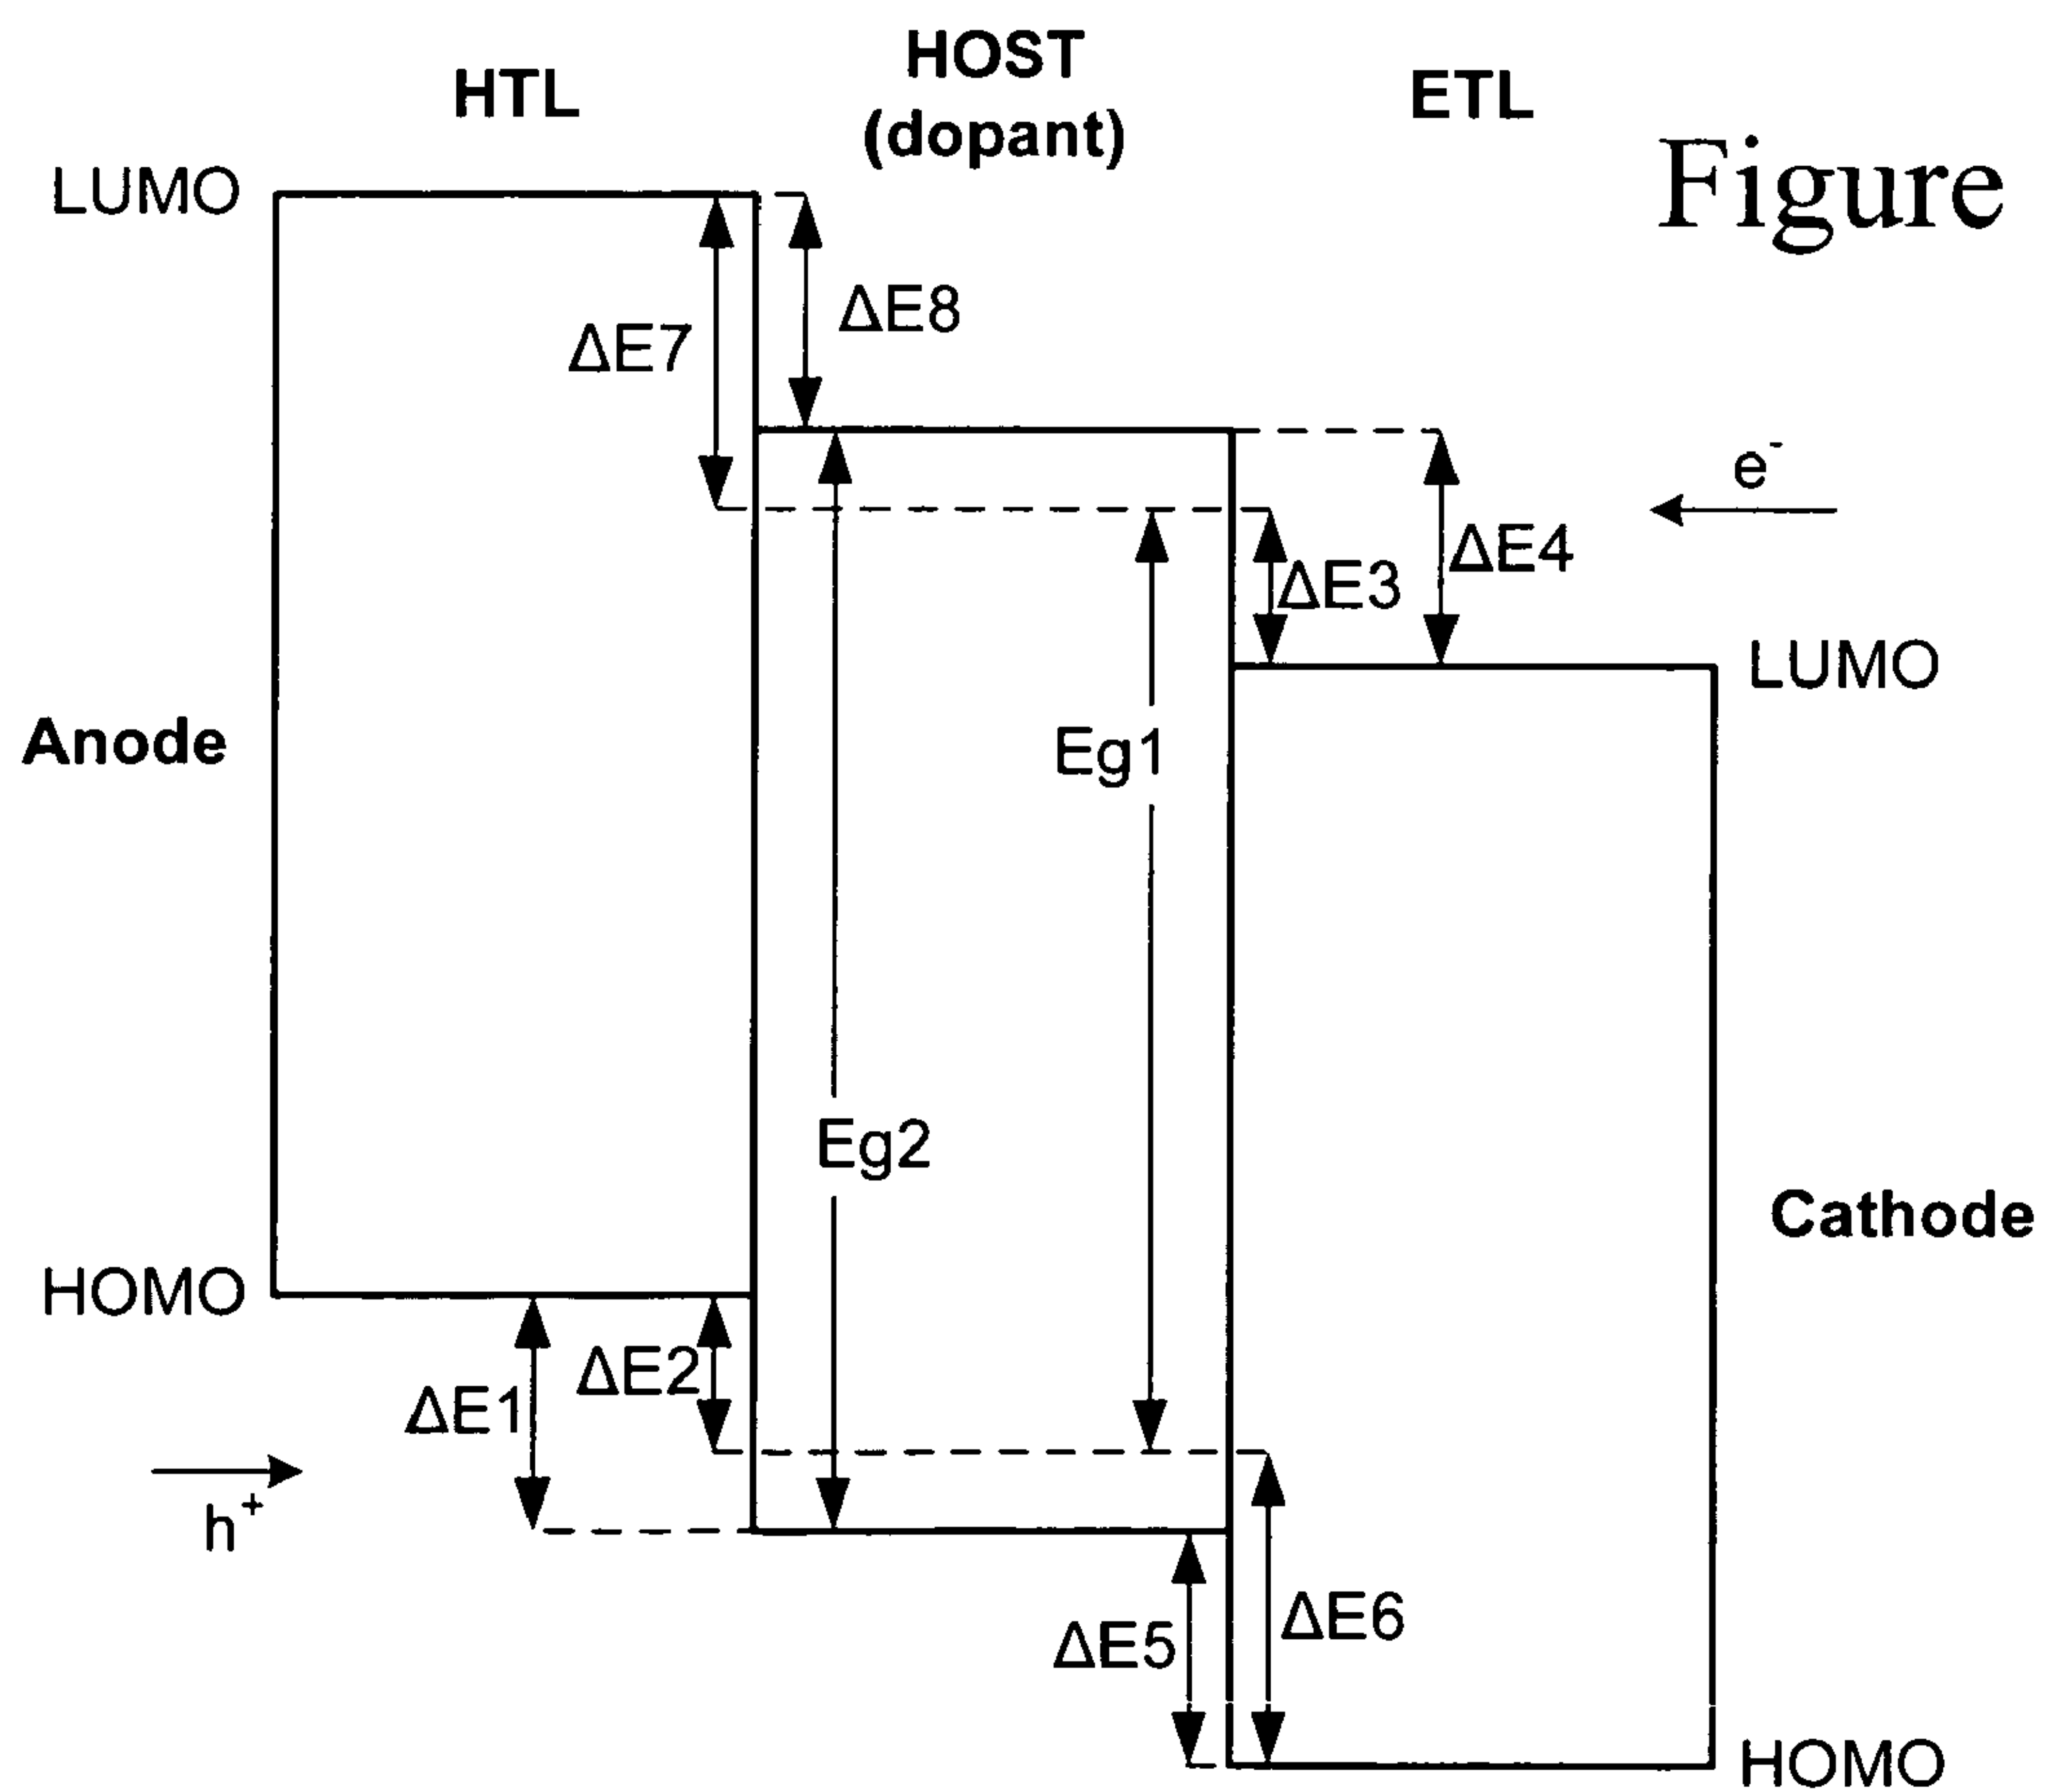 HTL
HOST
(dopant)
ETL
Figure
LUMO
ΔE7
ΔE8
e⁻
ΔE4
ΔE3
LUMO
Anode
Eg1
Eg2
Cathode
HOMO
ΔE2
ΔE1
h⁺
ΔE5
ΔE6
HOMO